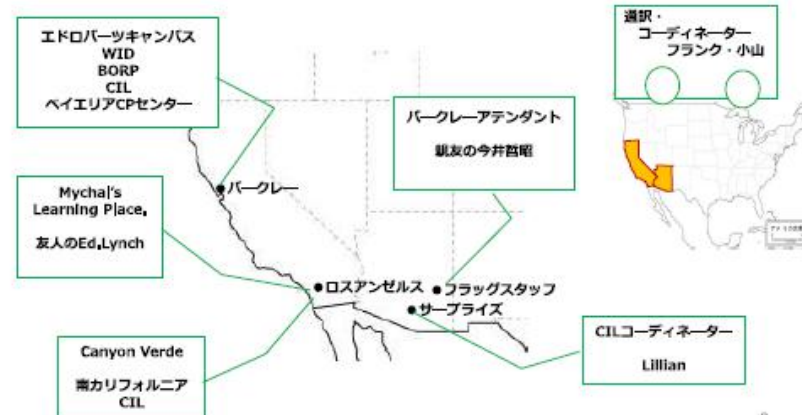 エドロバーツキャンパス
WID
BORP
CIL
ベイエリアCPセンター
通訳・
コーディネーター
フランク・小山
バークレーアテンダント
親友の今井哲昭
バークレー
Mychal's
Learning Place,
友人のEd,Lynch
ロスアンゼルス
フラッグスタッフ
サープライズ
Canyon Verde
南カリフォルニア
CIL
CILコーディネーター
Lillian